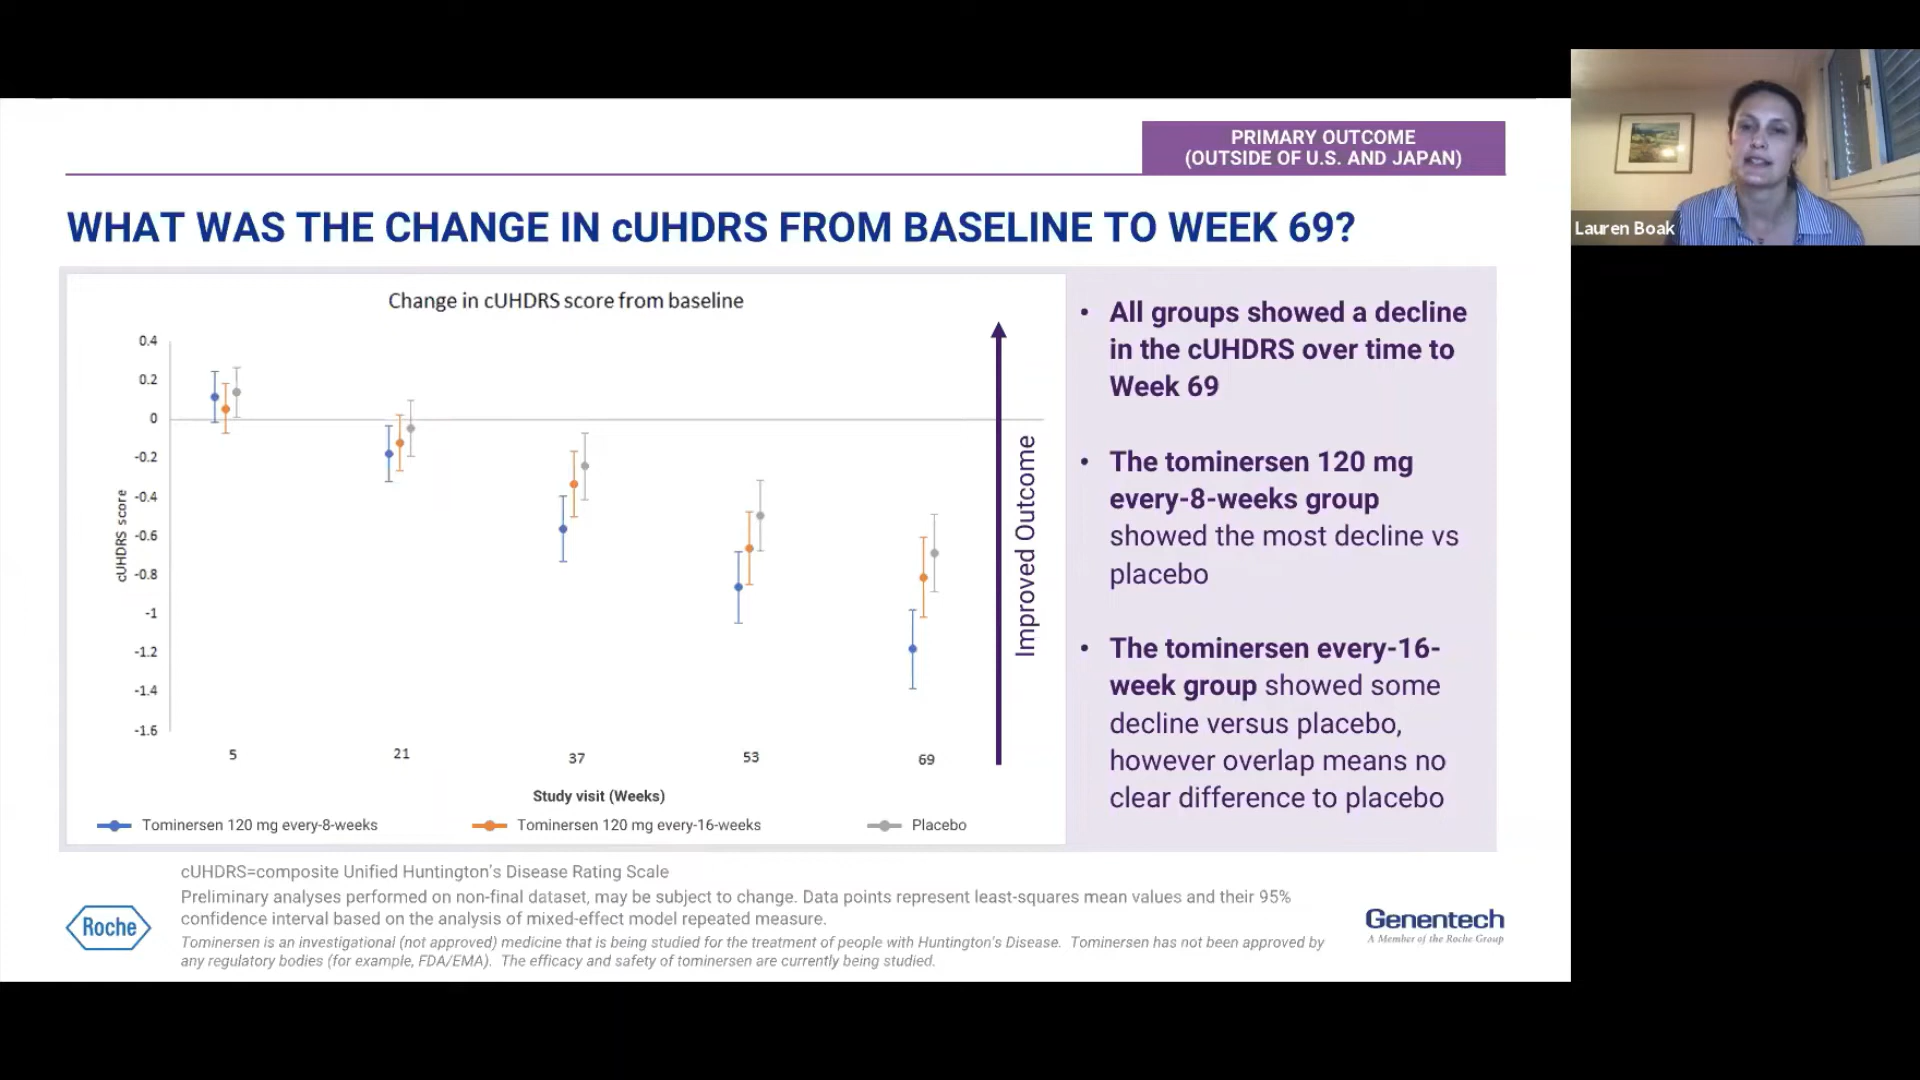 PRIMARY OUTCOME
(OUTSIDE OF U.S. AND JAPAN)
Lauren Boak
WHAT WAS THE CHANGE IN cUHDRS FROM BASELINE TO WEEK 69?
Change in cUHDRS score from baseline
0.4
0.2
0
-0.2
-0.4
-0.6
-0.8
-1
-1.2
-1.4
-1.6
cUHDRS score
5
21
37
53
69
Study visit (Weeks)
Improved Outcome
Tominersen 120 mg every-8-weeks
Tominersen 120 mg every-16-weeks
Placebo
• All groups showed a decline
in the cUHDRS over time to
Week 69
• The tominersen 120 mg
every-8-weeks group
showed the most decline vs
placebo
• The tominersen every-16-
week group showed some
decline versus placebo,
however overlap means no
clear difference to placebo
cUHDRS=composite Unified Huntington's Disease Rating Scale
Preliminary analyses performed on non-final dataset, may be subject to change. Data points represent least-squares mean values and their 95%
confidence interval based on the analysis of mixed-effect model repeated measure.
Tominersen is an investigational (not approved) medicine that is being studied for the treatment of people with Huntington's Disease. Tominersen has not been approved by
any regulatory bodies (for example, FDA/EMA). The efficacy and safety of tominersen are currently being studied.
Roche
Genentech
A Member of the Roche Group